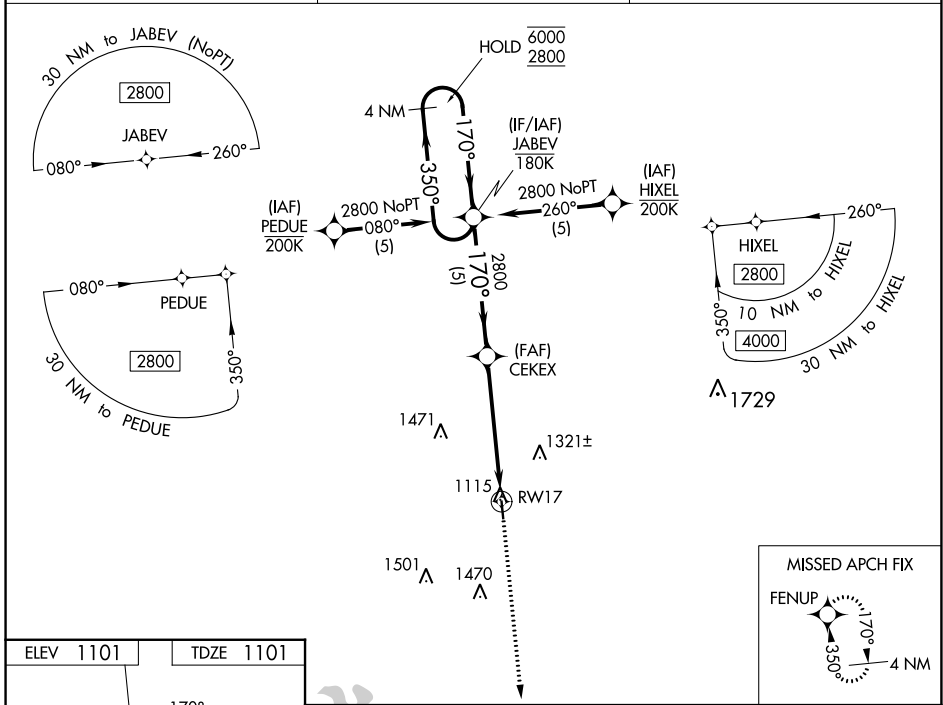 30 NM to JABEV (NoPT)
2800
JABEV
080°
260°
HOLD 6000
2800
4 NM
170°
350°
(IF/IAF)
JABEV
180K
(IAF)
PEDUE
200K
2800 NoPT
080°
(5)
2800 NoPT
260°
(5)
(IAF)
HIXEL
200K
2800
170°
(5)
(FAF)
CEKEX
080°
PEDUE
2800
350°
30 NM to PEDUE
260°
HIXEL
2800
10 NM to HIXEL
350°
4000
30 NM to HIXEL
1729
1471
1321±
1115
RW17
1501
1470
MISSED APCH FIX
FENUP
170°
350°
4 NM
ELEV 1101
TDZE 1101